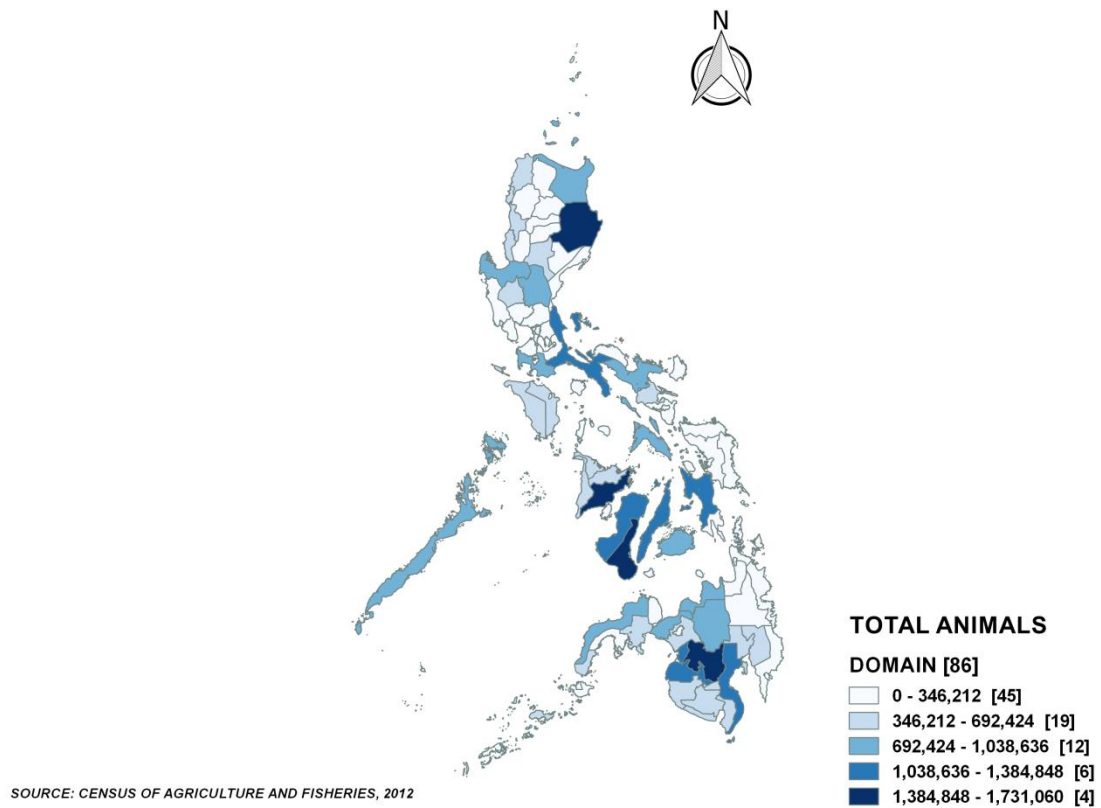 N
TOTAL ANIMALS
DOMAIN [86]
0 - 346,212 [45]
346,212 - 692,424 [19]
692,424 - 1,038,636 [12]
1,038,636 - 1,384,848 [6]
1,384,848 - 1,731,060 [4]
SOURCE: CENSUS OF AGRICULTURE AND FISHERIES, 2012